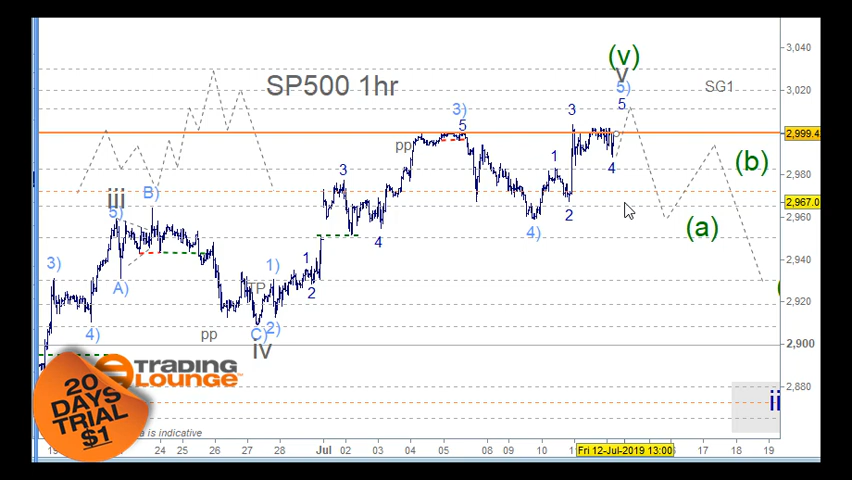 3,040
(v)
v
SP500 1hr
5)
SG1
3,020
5
3)
3
5
2,999.4
pp
4
1
3
2,980
(b)
iii
B)
2
2,967.0
5)
2,960
4)
(a)
4
3)
1
2,940
1)
TP
A)
2
2,920
4)
pp
C)
2)
iv
2,900
TRADING
LOUNGE
TM
2,880
20
DAYS
TRIAL
$1
ii
a is indicative
19
23
24
25
26
27
28
Jul
02
03
04
05
08
09
10
Fri 12-Jul-2019 13:00
17
18
19